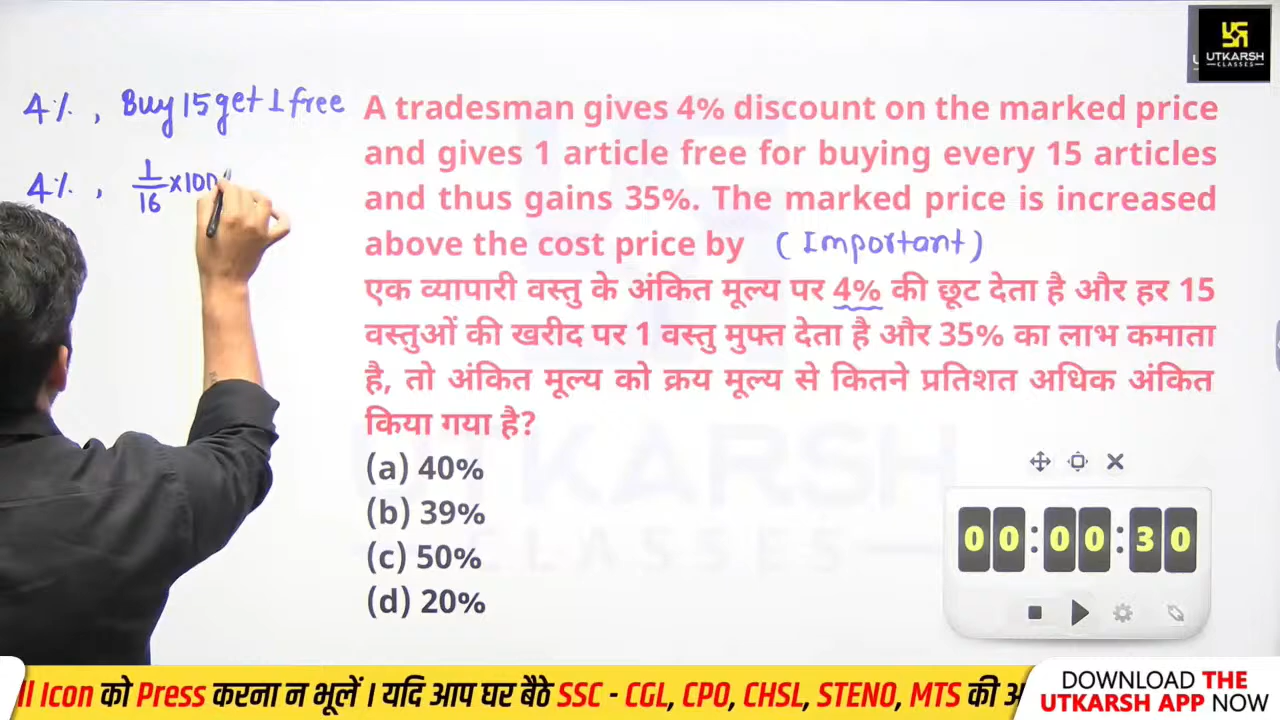 UTKARSH
CLASSES
4%, Buy 15 get 1 free
4%, 1/16 ×100
A tradesman gives 4% discount on the marked price
and gives 1 article free for buying every 15 articles
and thus gains 35%. The marked price is increased
above the cost price by (Important)
एक व्यापारी वस्तु के अंकित मूल्य पर 4% की छूट देता है और हर 15
वस्तुओं की खरीद पर 1 वस्तु मुफ्त देता है और 35% का लाभ कमाता
है, तो अंकित मूल्य को क्रय मूल्य से कितने प्रतिशत अधिक अंकित
किया गया है?
(a) 40%
(b) 39%
(c) 50%
(d) 20%
UTKARSH
CLASSES
00:00:30
Icon को Press करना न भूलें। यदि आप घर बैठे SSC - CGL, CPO, CHSL, STENO, MTS की
DOWNLOAD THE
UTKARSH APP NOW